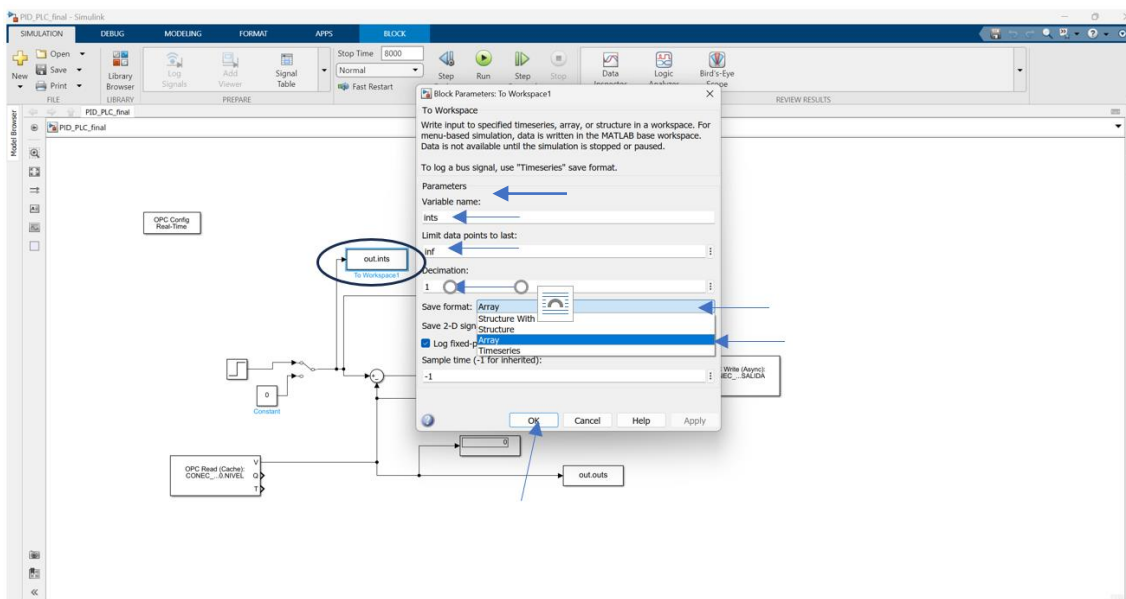 PID_PLC_final - Simulink
SIMULATION DEBUG MODELING FORMAT APPS BLOCK
New
Open
Save
Print
FILE
Library
Browser
LIBRARY
Log
Signals
Add
Viewer
Signal
Table
PREPARE
Stop Time 8000
Normal
Fast Restart
Step
Run
Step
Stop
Data
Logic
Bird's-Eye
Scope
REVIEW RESULTS
Model Browser
PID_PLC_final
PID_PLC_final
OPC Config
Real-Time
out.ints
To Workspace1
0
Constant
OPC Read (Cache):
CONEC_...0.NIVEL
V
Q
T
0
out.outs
Write (Async):
SALIDA
Block Parameters: To Workspace1
To Workspace
Write input to specified timeseries, array, or structure in a workspace. For
menu-based simulation, data is written in the MATLAB base workspace.
Data is not available until the simulation is stopped or paused.
To log a bus signal, use "Timeseries" save format.
Parameters
Variable name:
ints
Limit data points to last:
inf
Decimation:
1
Save format: Array
Structure With
Structure
Array
Timeseries
Save 2-D sign
Log fixed-p
Sample time (-1 for inherited):
-1
OK Cancel Help Apply